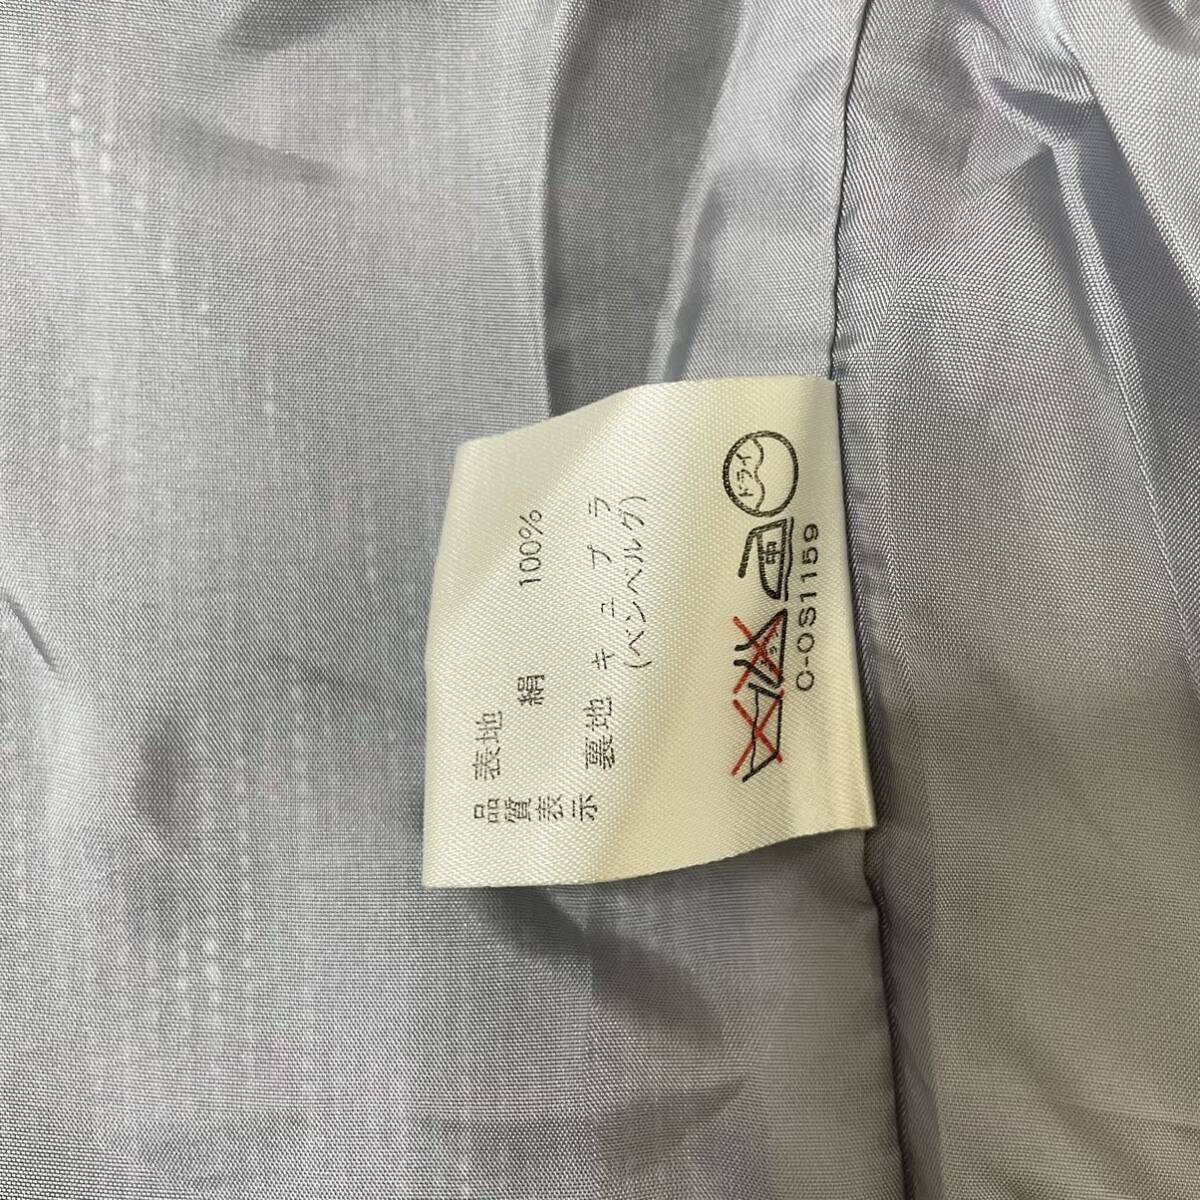 品質表示
表地
絹 100%
裏地 キュプラ
(ベンベルグ)
ドライ
中
C-OS1159